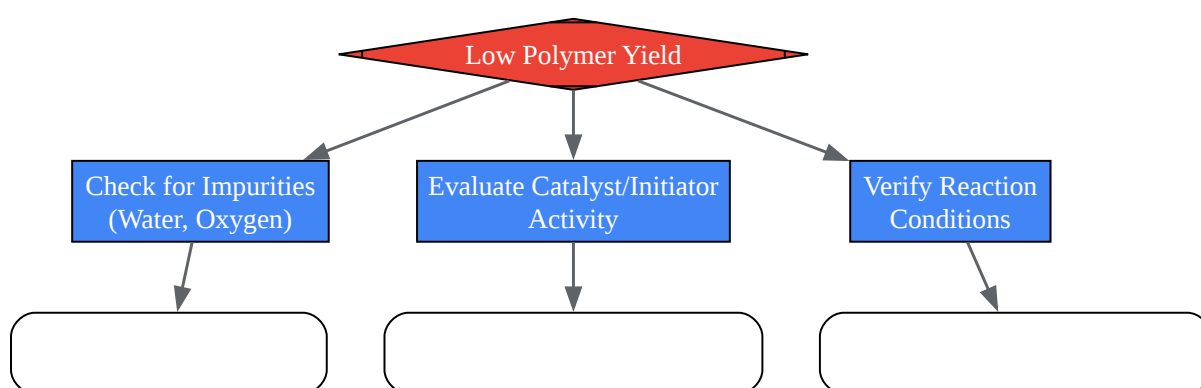 Low Polymer Yield
Check for Impurities
(Water, Oxygen)
Evaluate Catalyst/Initiator
Activity
Verify Reaction
Conditions